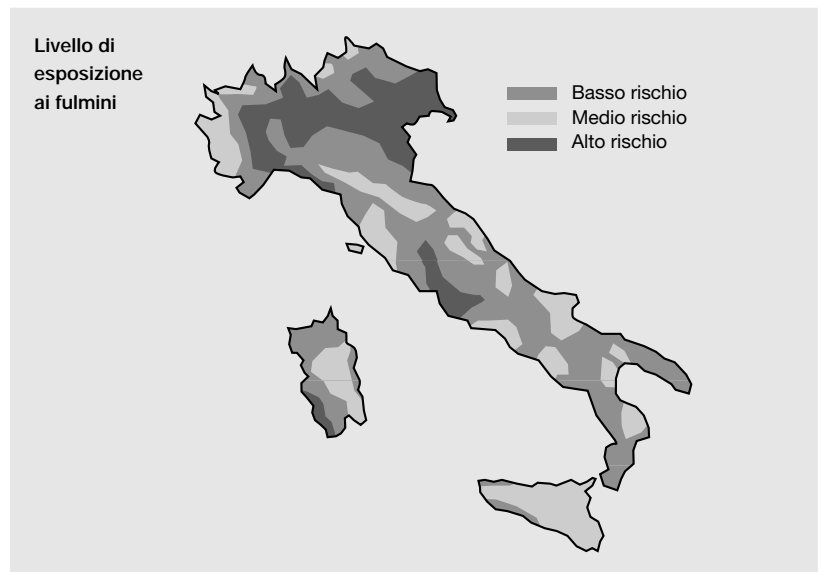 Livello di
esposizione
ai fulmini
Basso rischio
Medio rischio
Alto rischio